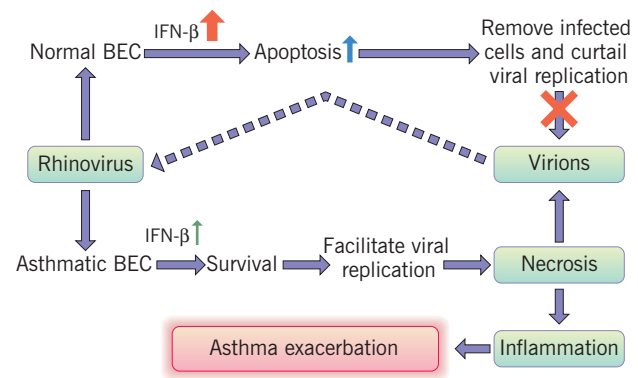 IFN-β
Normal BEC
Apoptosis
Remove infected
cells and curtail
viral replication
Rhinovirus
Virions
IFN-β
Asthmatic BEC
Survival
Facilitate viral
replication
Necrosis
Asthma exacerbation
Inflammation